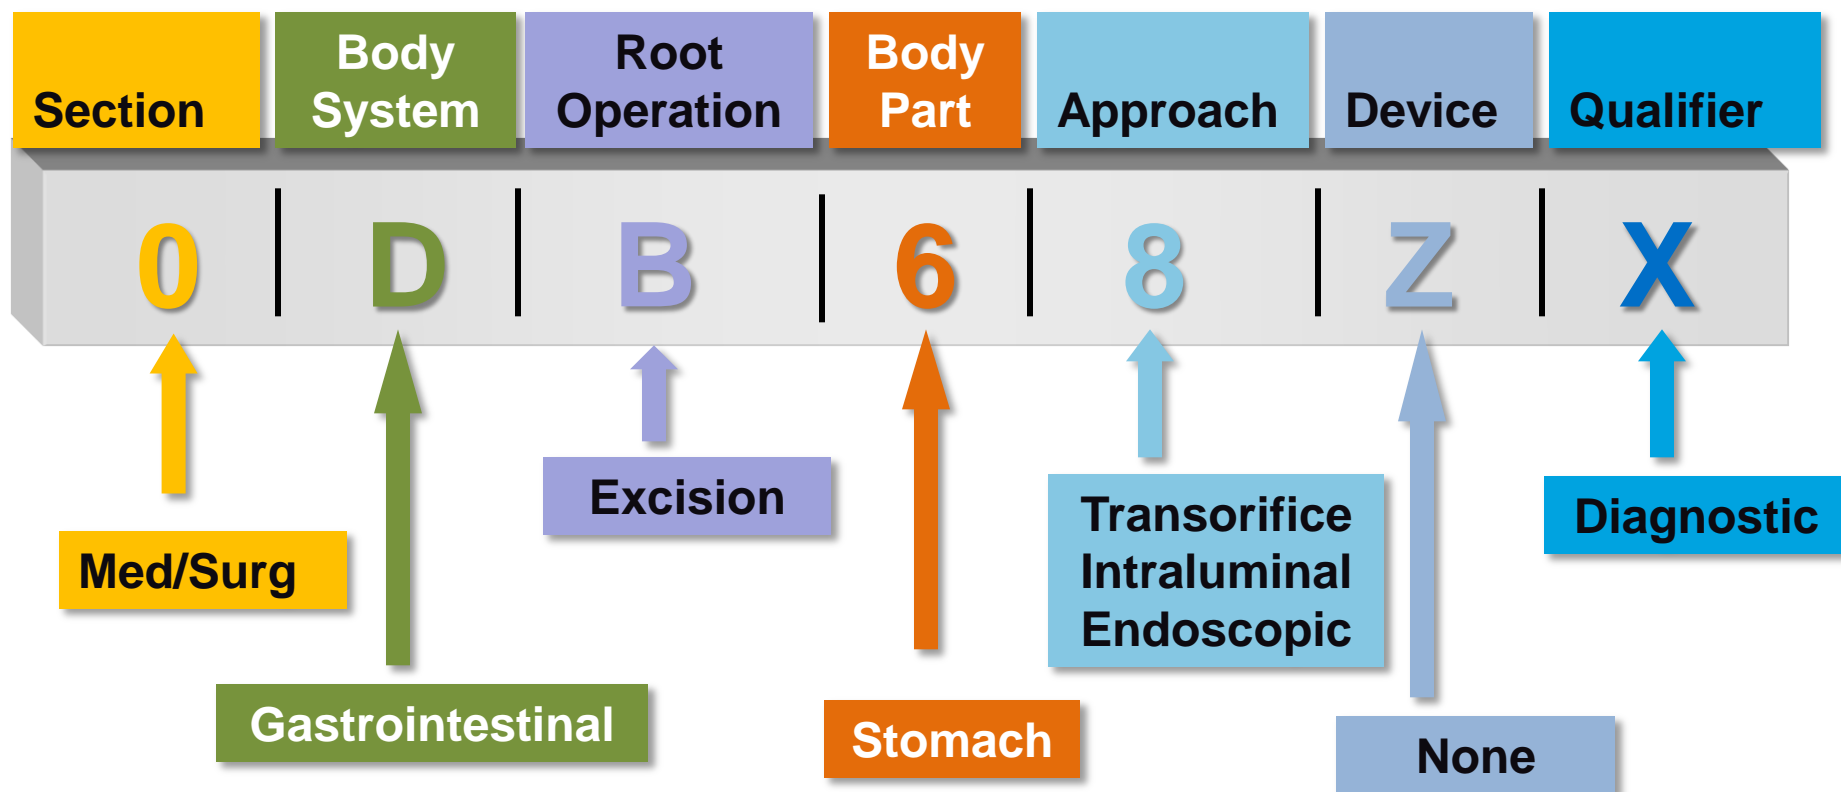 Section
Body
System
Root
Operation
Body
Part
Approach
Device
Qualifier
0 D B 6 8 Z X
Med/Surg
Gastrointestinal
Excision
Stomach
Transorifice
Intraluminal
Endoscopic
None
Diagnostic